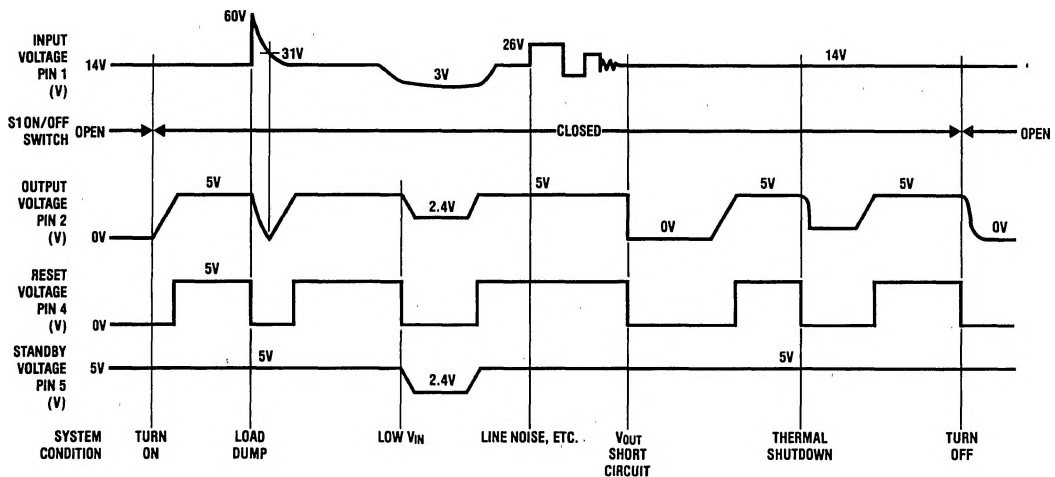 60V
INPUT
VOLTAGE
PIN 1
(V)
14V
31V
3V
26V
14V
S1 ON/OFF
SWITCH
OPEN
CLOSED
OPEN
OUTPUT
VOLTAGE
PIN 2
(V)
0V
5V
2.4V
5V
0V
5V
5V
0V
RESET
VOLTAGE
PIN 4
(V)
0V
5V
STANDBY
VOLTAGE
PIN 5
(V)
5V
5V
2.4V
5V
SYSTEM
CONDITION
TURN
ON
LOAD
DUMP
LOW VIN
LINE NOISE, ETC.
VOUT
SHORT
CIRCUIT
THERMAL
SHUTDOWN
TURN
OFF